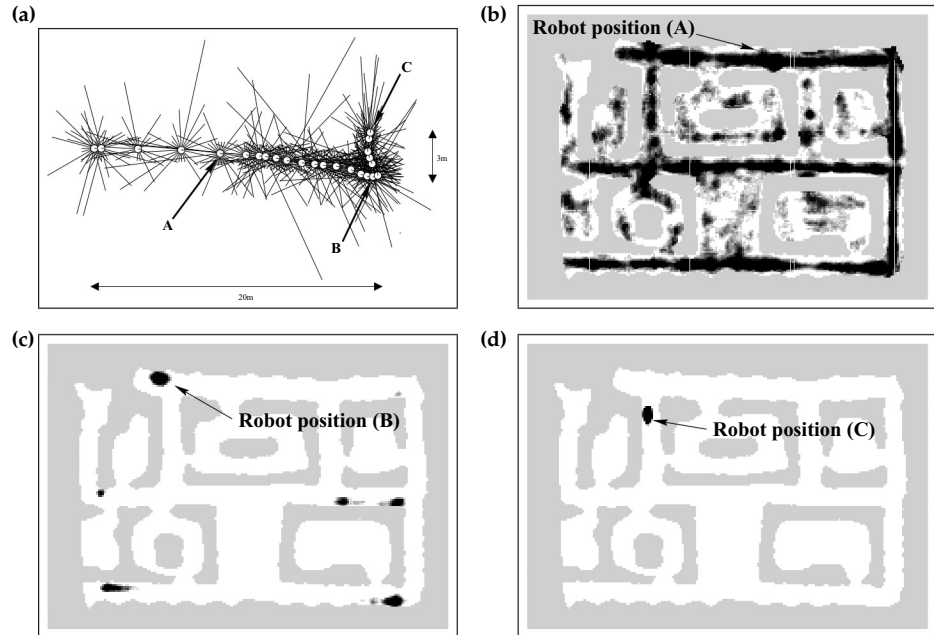 (a)
C
3m
A
B
20m
(b)
Robot position (A)
(c)
Robot position (B)
(d)
Robot position (C)